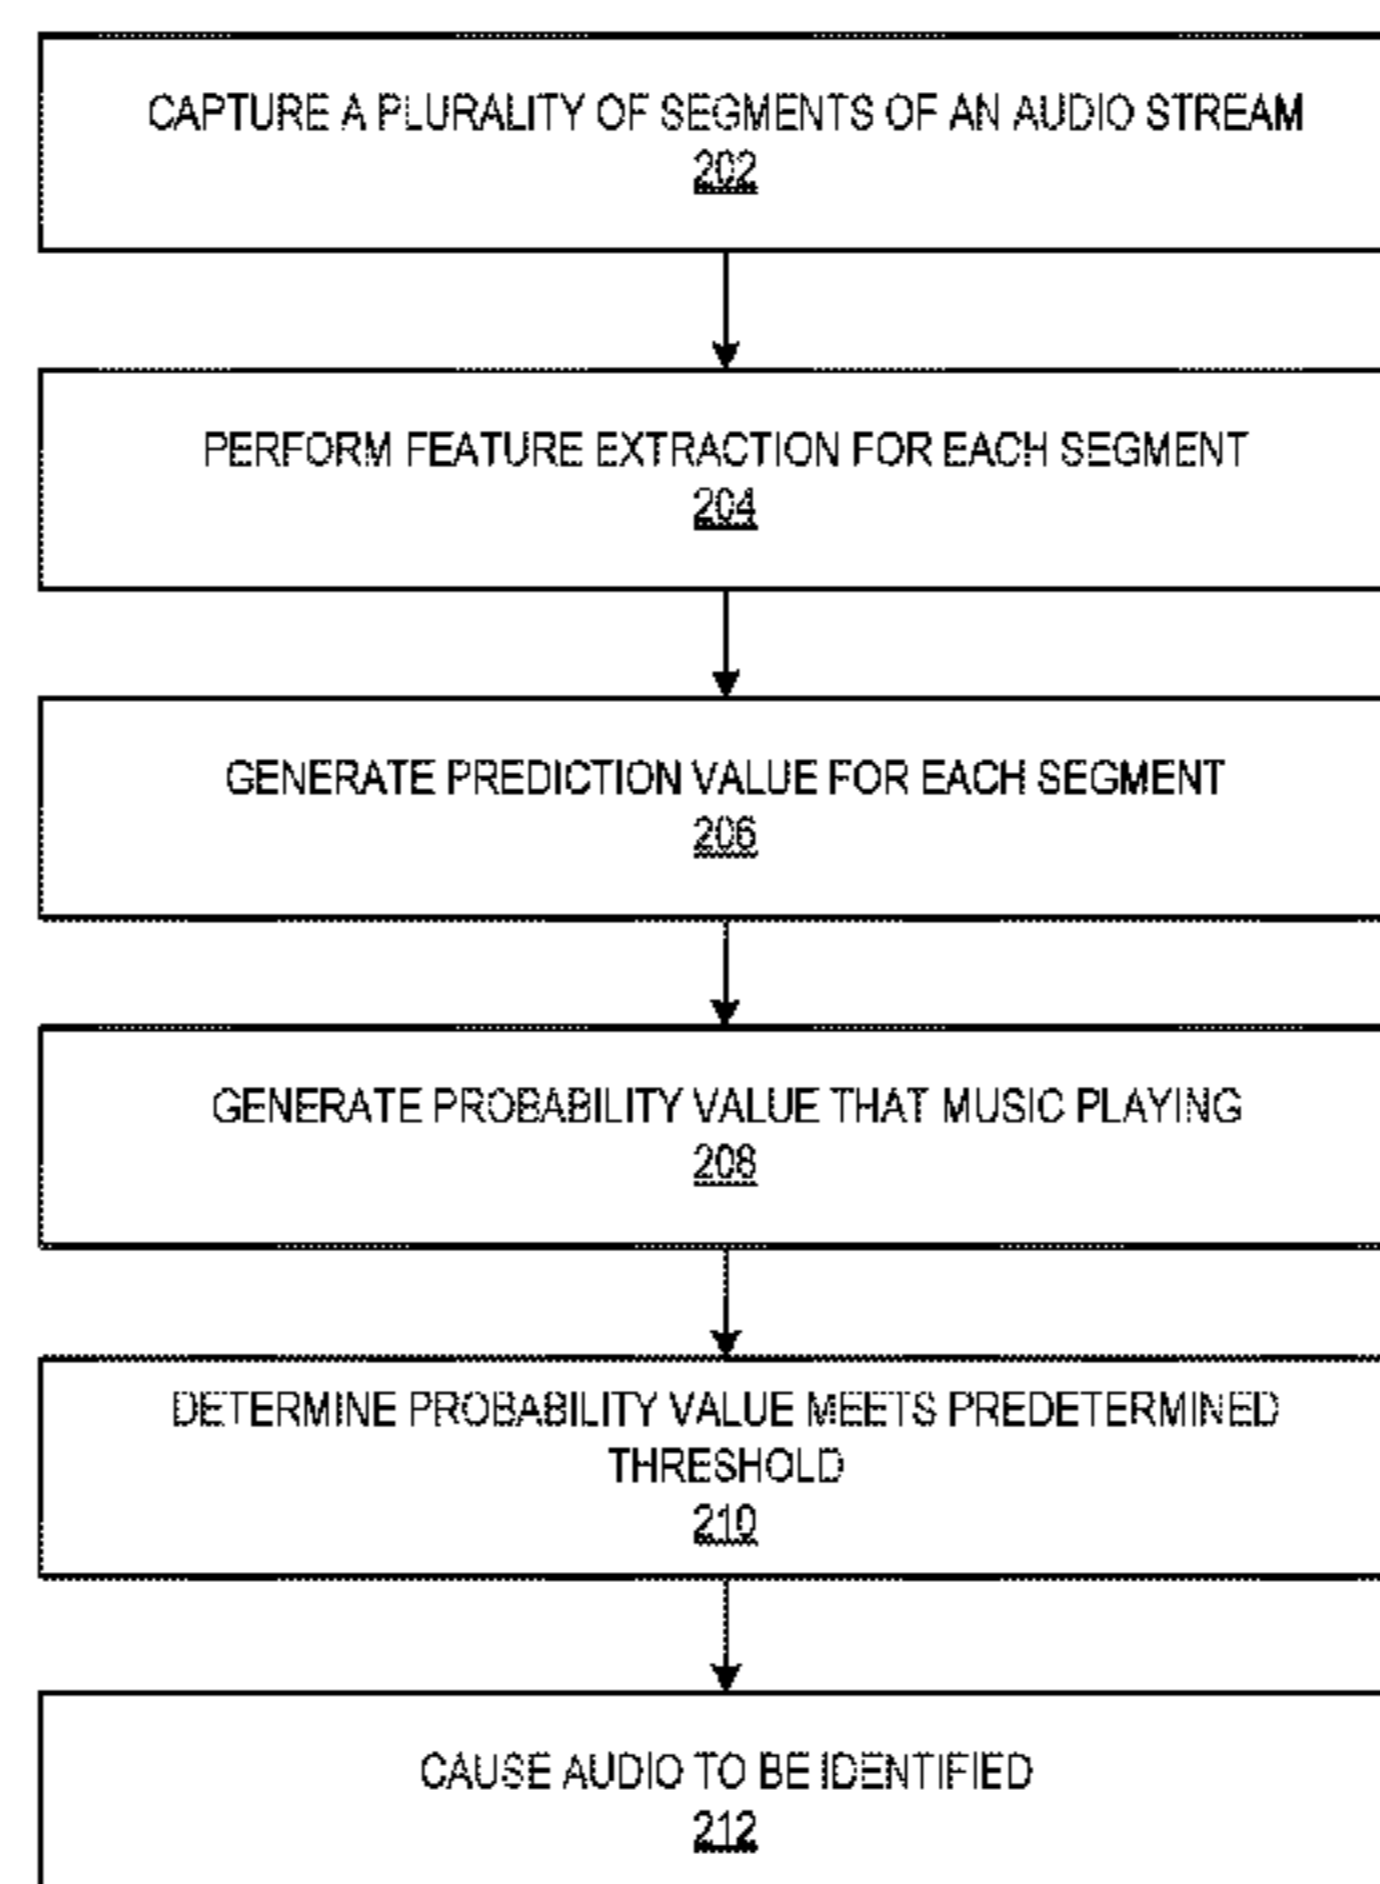 CAPTURE A PLURALITY OF SEGMENTS OF AN AUDIO STREAM
202
PERFORM FEATURE EXTRACTION FOR EACH SEGMENT
204
GENERATE PREDICTION VALUE FOR EACH SEGMENT
206
GENERATE PROBABILITY VALUE THAT MUSIC PLAYING
208
DETERMINE PROBABILITY VALUE MEETS PREDETERMINED
THRESHOLD
210
CAUSE AUDIO TO BE IDENTIFIED
212